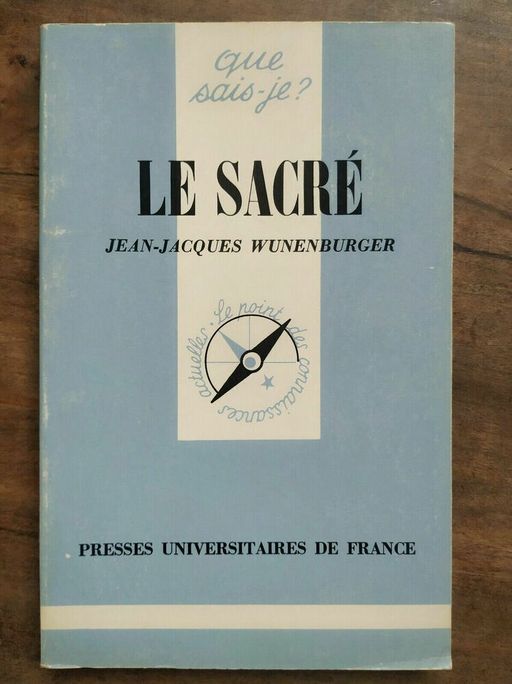 que
sais-je?
LE SACRÉ
JEAN-JACQUES WUNENBURGER
Le point des connaissances actuelles.
PRESSES UNIVERSITAIRES DE FRANCE